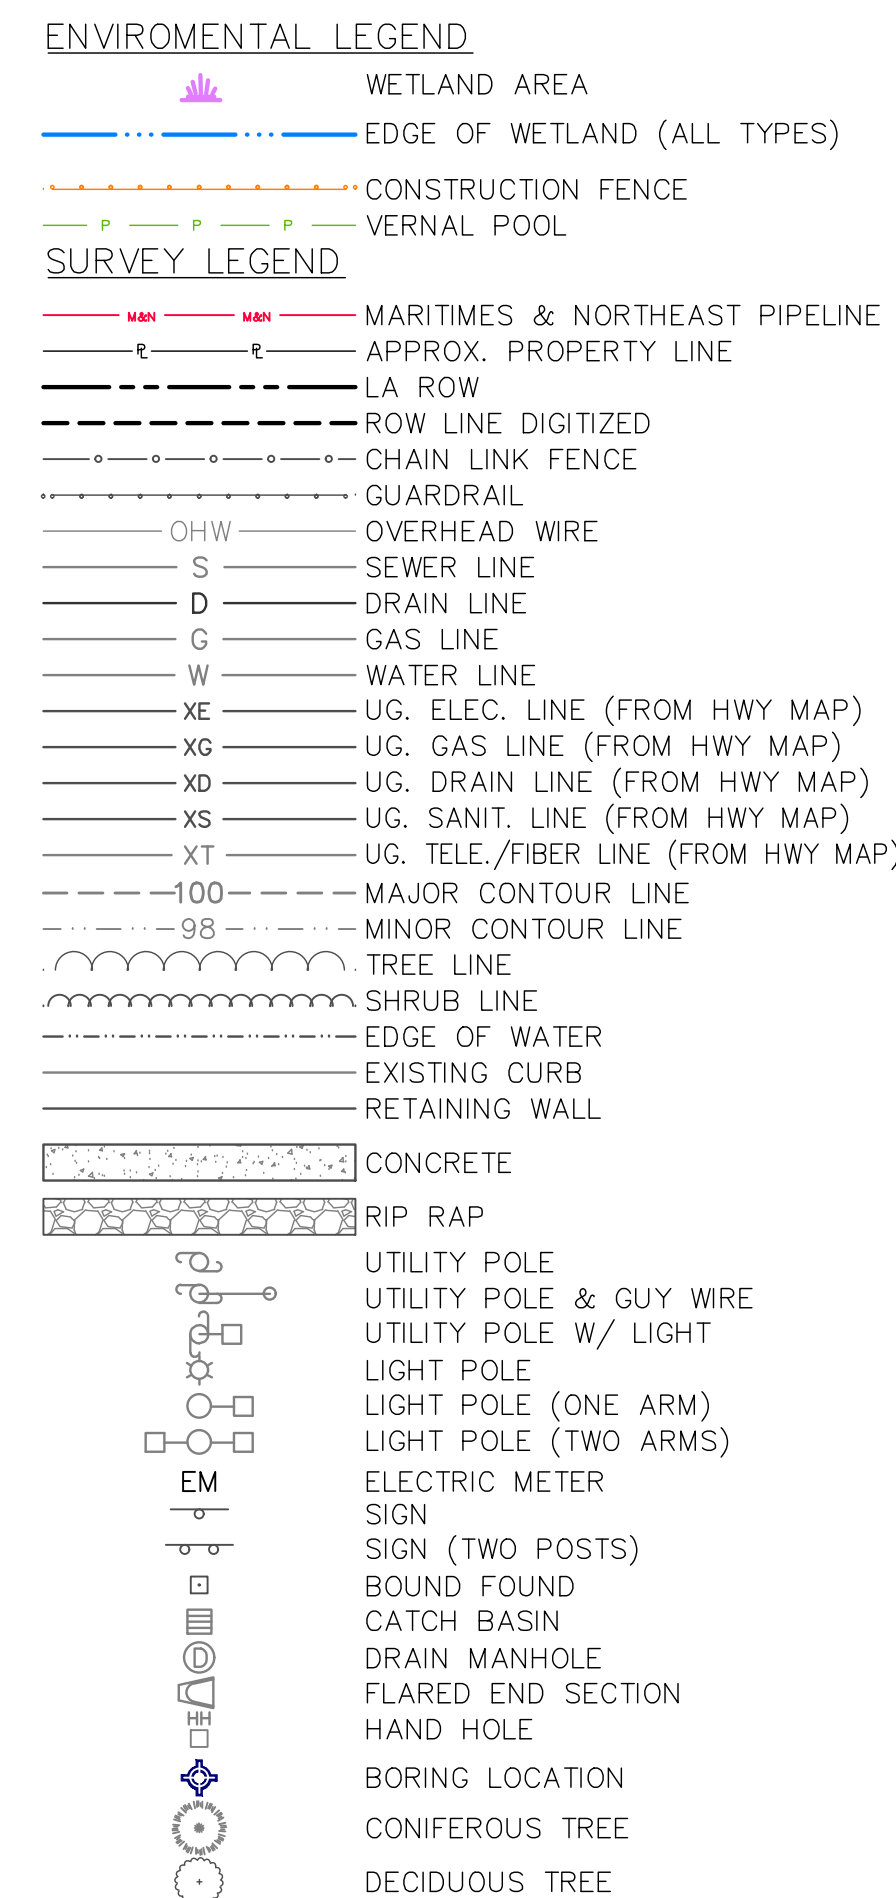 ENVIROMENTAL LEGEND
WETLAND AREA
EDGE OF WETLAND (ALL TYPES)
CONSTRUCTION FENCE
P P P VERNAL POOL
SURVEY LEGEND
M&N M&N MARITIMES & NORTHEAST PIPELINE
PL PL APPROX. PROPERTY LINE
LA ROW
ROW LINE DIGITIZED
CHAIN LINK FENCE
GUARDRAIL
OHW OVERHEAD WIRE
S SEWER LINE
D DRAIN LINE
G GAS LINE
W WATER LINE
XE UG. ELEC. LINE (FROM HWY MAP)
XG UG. GAS LINE (FROM HWY MAP)
XD UG. DRAIN LINE (FROM HWY MAP)
XS UG. SANIT. LINE (FROM HWY MAP)
XT UG. TELE./FIBER LINE (FROM HWY MAP)
100 MAJOR CONTOUR LINE
98 MINOR CONTOUR LINE
TREE LINE
SHRUB LINE
EDGE OF WATER
EXISTING CURB
RETAINING WALL
CONCRETE
RIP RAP
UTILITY POLE
UTILITY POLE & GUY WIRE
UTILITY POLE W/ LIGHT
LIGHT POLE
LIGHT POLE (ONE ARM)
LIGHT POLE (TWO ARMS)
EM ELECTRIC METER
SIGN
SIGN (TWO POSTS)
BOUND FOUND
CATCH BASIN
D DRAIN MANHOLE
FLARED END SECTION
HH HAND HOLE
BORING LOCATION
CONIFEROUS TREE
DECIDUOUS TREE